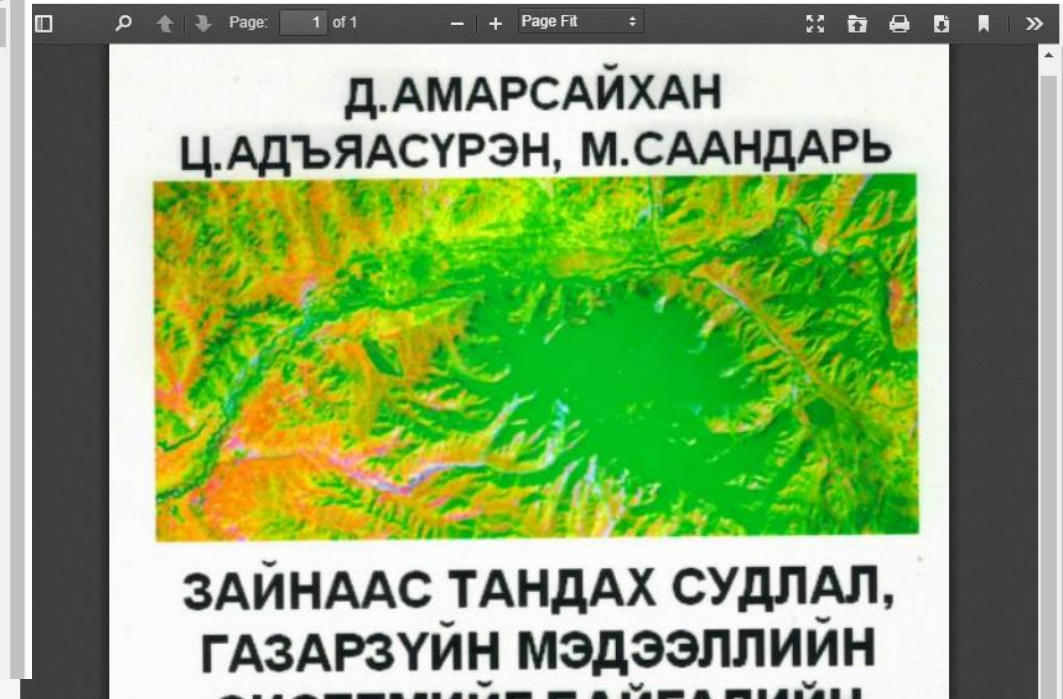 Page: 1 of 1
Page Fit
Д.АМАРСАЙХАН
Ц.АДЪЯАСҮРЭН, М.СААНДАРЬ
ЗАЙНААС ТАНДАХ СУДЛАЛ,
ГАЗАРЗҮЙН МЭДЭЭЛЛИЙН